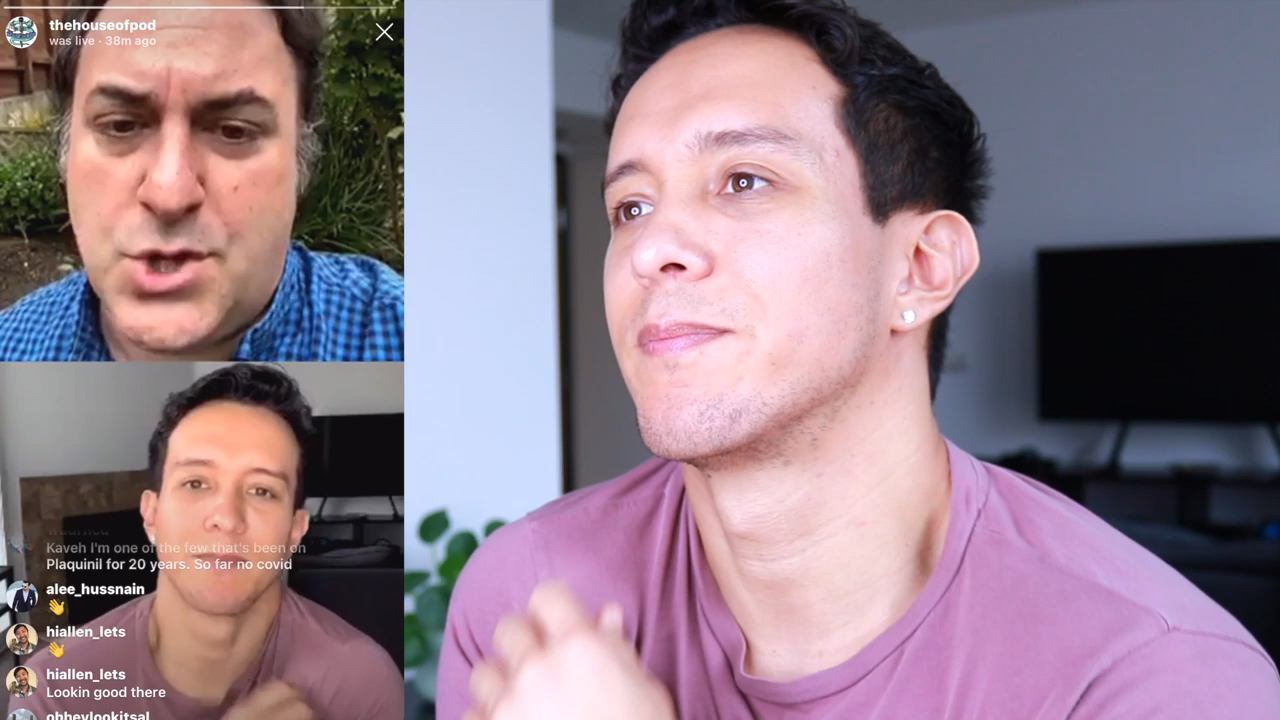 thehouseofpod
was live · 38m ago
Kaveh I'm one of the few that's been on
Plaquinil for 20 years. So far no covid
alee_hussnain
👋
hiallen_lets
👋
hiallen_lets
Lookin good there
ohheylookitsal